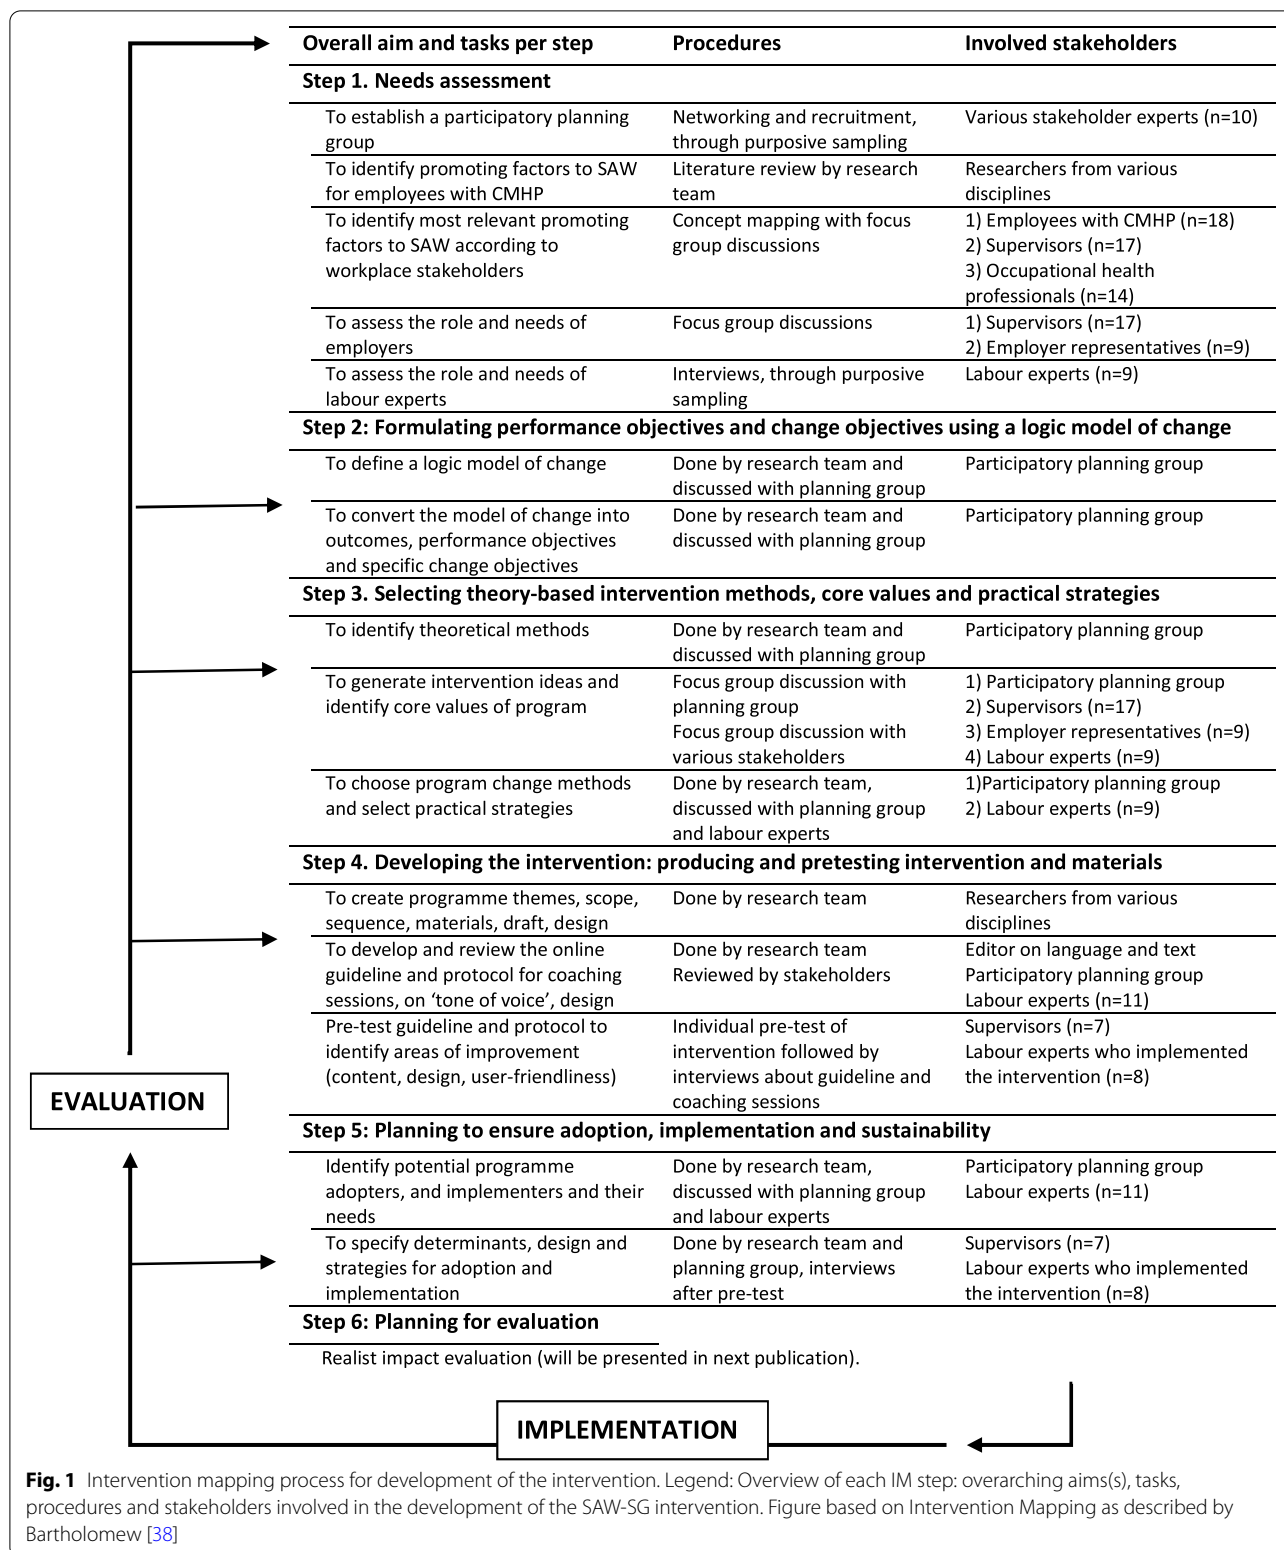 Overall aim and tasks per step Procedures Involved stakeholders
Step 1. Needs assessment
To establish a participatory planning
group
Networking and recruitment,
through purposive sampling
Various stakeholder experts (n=10)
To identify promoting factors to SAW
for employees with CMHP
Literature review by research
team
Researchers from various
disciplines
To identify most relevant promoting
factors to SAW according to
workplace stakeholders
Concept mapping with focus
group discussions
1) Employees with CMHP (n=18)
2) Supervisors (n=17)
3) Occupational health
professionals (n=14)
To assess the role and needs of
employers
Focus group discussions
1) Supervisors (n=17)
2) Employer representatives (n=9)
To assess the role and needs of
labour experts
Interviews, through purposive
sampling
Labour experts (n=9)
Step 2: Formulating performance objectives and change objectives using a logic model of change
To define a logic model of change
Done by research team and
discussed with planning group
Participatory planning group
To convert the model of change into
outcomes, performance objectives
and specific change objectives
Done by research team and
discussed with planning group
Participatory planning group
Step 3. Selecting theory-based intervention methods, core values and practical strategies
To identify theoretical methods
Done by research team and
discussed with planning group
Participatory planning group
To generate intervention ideas and
identify core values of program
Focus group discussion with
planning group
Focus group discussion with
various stakeholders
1) Participatory planning group
2) Supervisors (n=17)
3) Employer representatives (n=9)
4) Labour experts (n=9)
To choose program change methods
and select practical strategies
Done by research team,
discussed with planning group
and labour experts
1)Participatory planning group
2) Labour experts (n=9)
Step 4. Developing the intervention: producing and pretesting intervention and materials
To create programme themes, scope,
sequence, materials, draft, design
Done by research team
Researchers from various
disciplines
To develop and review the online
guideline and protocol for coaching
sessions, on ‘tone of voice’, design
Done by research team
Reviewed by stakeholders
Editor on language and text
Participatory planning group
Labour experts (n=11)
Pre-test guideline and protocol to
identify areas of improvement
(content, design, user-friendliness)
Individual pre-test of
intervention followed by
interviews about guideline and
coaching sessions
Supervisors (n=7)
Labour experts who implemented
the intervention (n=8)
EVALUATION
Step 5: Planning to ensure adoption, implementation and sustainability
Identify potential programme
adopters, and implementers and their
needs
Done by research team,
discussed with planning group
and labour experts
Participatory planning group
Labour experts (n=11)
To specify determinants, design and
strategies for adoption and
implementation
Done by research team and
planning group, interviews
after pre-test
Supervisors (n=7)
Labour experts who implemented
the intervention (n=8)
Step 6: Planning for evaluation
Realist impact evaluation (will be presented in next publication).
IMPLEMENTATION
Fig. 1 Intervention mapping process for development of the intervention. Legend: Overview of each IM step: overarching aims(s), tasks,
procedures and stakeholders involved in the development of the SAW-SG intervention. Figure based on Intervention Mapping as described by
Bartholomew [38]